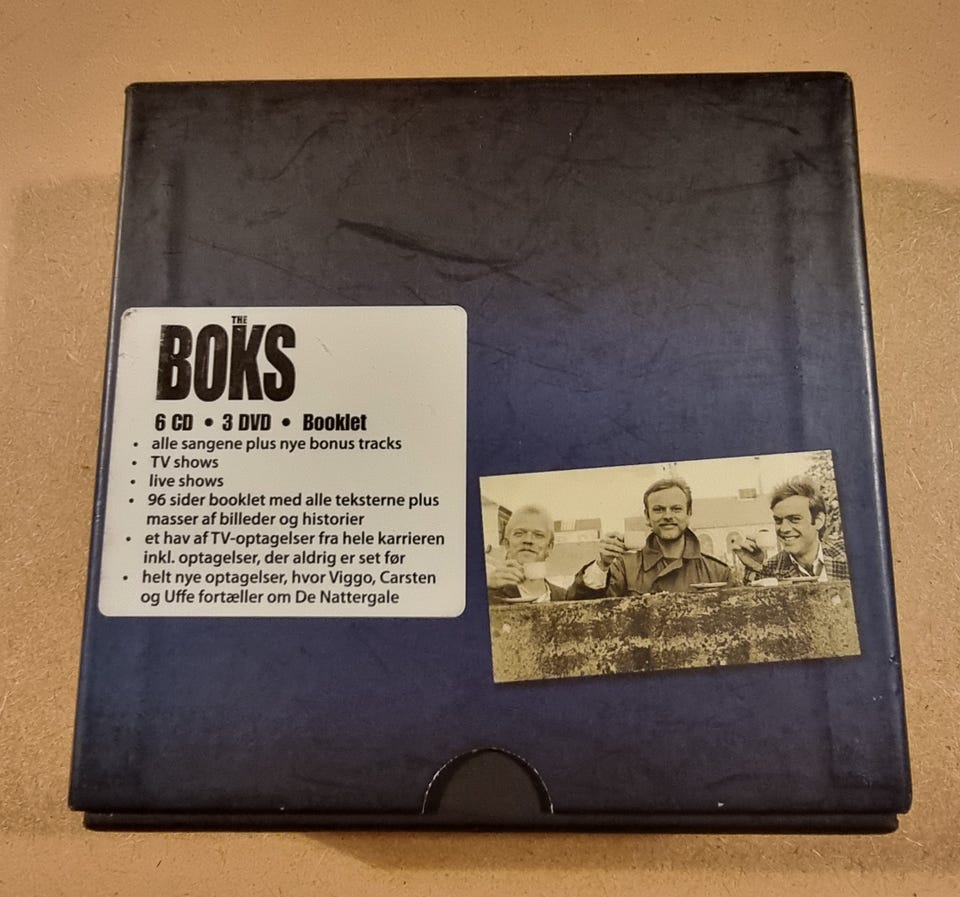 THE
BOKS
6 CD • 3 DVD • Booklet
• alle sangene plus nye bonus tracks
• TV shows
• live shows
• 96 sider booklet med alle teksterne plus
masser af billeder og historier
• et hav af TV-optagelser fra hele karrieren
inkl. optagelser, der aldrig er set før
• helt nye optagelser, hvor Viggo, Carsten
og Uffe fortæller om De Nattergale